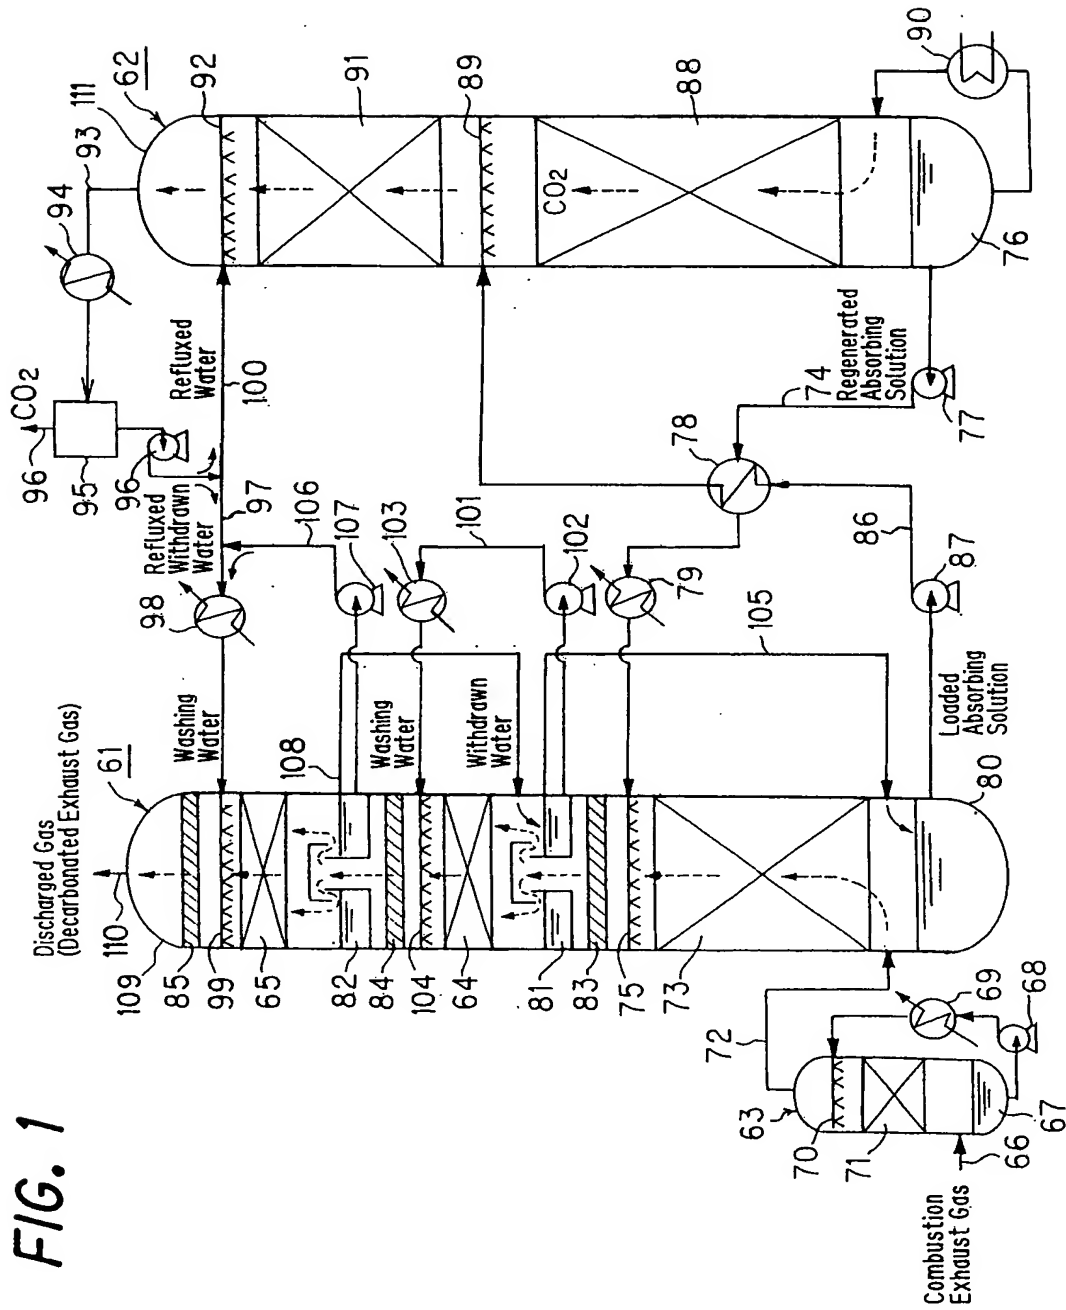 FIG. 1
Discharged Gas
(Decarbonated Exhaust Gas)
110
61
109
85
99
65
82
84
104
64
81
83
75
73
80
72
63
70
71
66
67
68
69
Combustion
Exhaust Gas
Washing
Water
108
Washing
Water
Withdrawn
Water
105
Loaded
Absorbing
Solution
98
Refluxed
Withdrawn
Water
97
106
107
103
101
102
79
86
87
78
74
Regenerated
Absorbing
Solution
77
CO2
96
95
96
Refluxed
Water
100
94
93
111
62
92
91
89
CO2
88
76
90